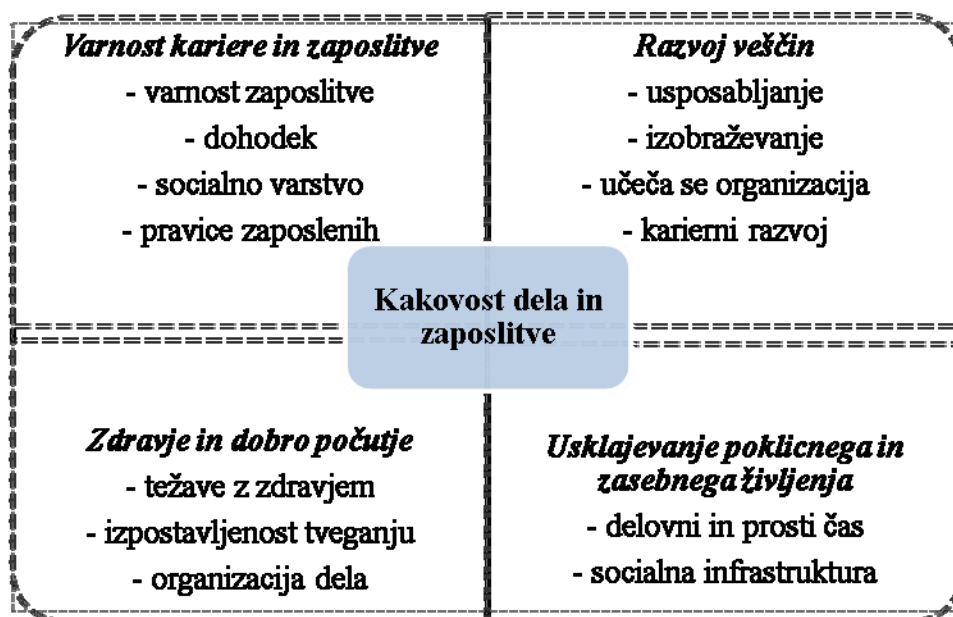 Varnost kariere in zaposlitve
- varnost zaposlitve
- dohodek
- socialno varstvo
- pravice zaposlenih
Razvoj veščin
- usposabljanje
- izobraževanje
- učeča se organizacija
- karierni razvoj
Kakovost dela in
zaposlitve
Zdravje in dobro počutje
- težave z zdravjem
- izpostavljenost tveganju
- organizacija dela
Usklajevanje poklicnega in
zasebnega življenja
- delovni in prosti čas
- socialna infrastruktura